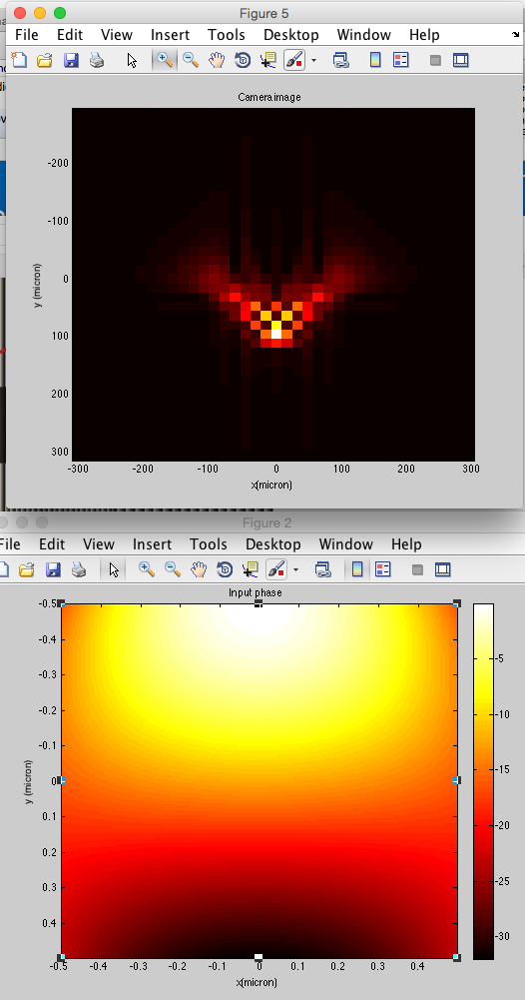 Figure 5
File Edit View Insert Tools Desktop Window Help
Camera image
-200
-100
0
100
200
300
y (micron)
-300 -200 -100 0 100 200 300
x(micron)
Figure 2
File Edit View Insert Tools Desktop Window Help
Input phase
-0.5
-0.4
-0.3
-0.2
-0.1
0
0.1
0.2
0.3
0.4
y (micron)
-0.5 -0.4 -0.3 -0.2 -0.1 0 0.1 0.2 0.3 0.4
x(micron)
-5
-10
-15
-20
-25
-30